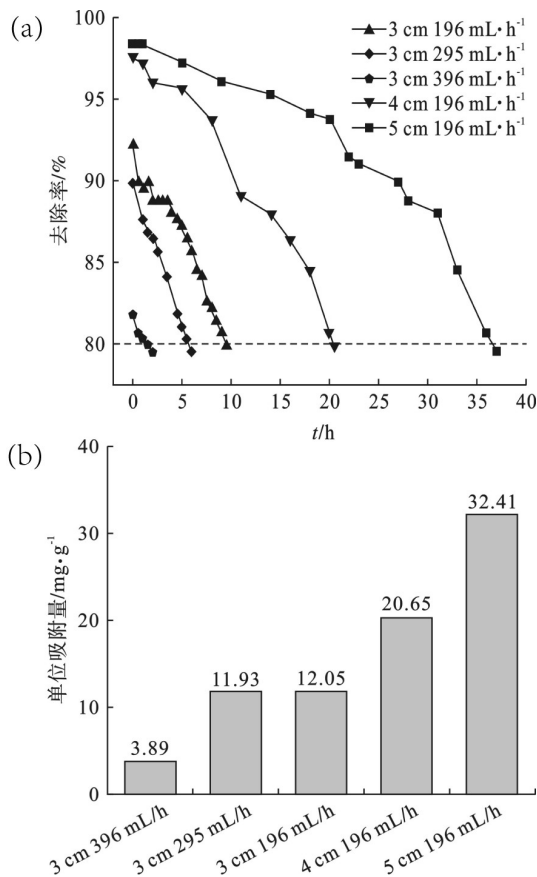 (a)
100
95
90
85
80
去除率/%
3 cm 196 mL·h⁻¹
3 cm 295 mL·h⁻¹
3 cm 396 mL·h⁻¹
4 cm 196 mL·h⁻¹
5 cm 196 mL·h⁻¹
0 5 10 15 20 25 30 35 40
t/h
(b)
40
30
20
10
0
单位吸附量/mg·g⁻¹
3.89
11.93
12.05
20.65
32.41
3 cm 396 mL/h
3 cm 295 mL/h
3 cm 196 mL/h
4 cm 196 mL/h
5 cm 196 mL/h